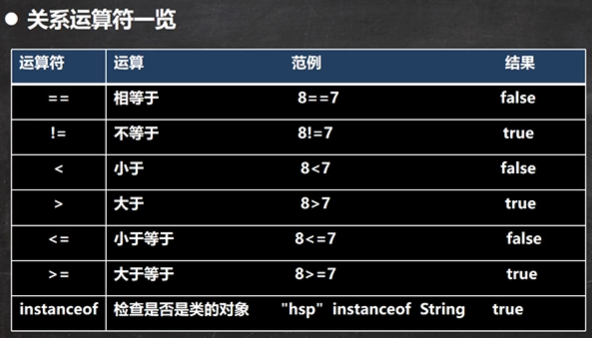 ● 关系运算符一览
运算符 运算 范例 结果
== 相等于 8==7 false
!= 不等于 8!=7 true
< 小于 8<7 false
> 大于 8>7 true
<= 小于等于 8<=7 false
>= 大于等于 8>=7 true
instanceof 检查是否是类的对象 "hsp" instanceof String true